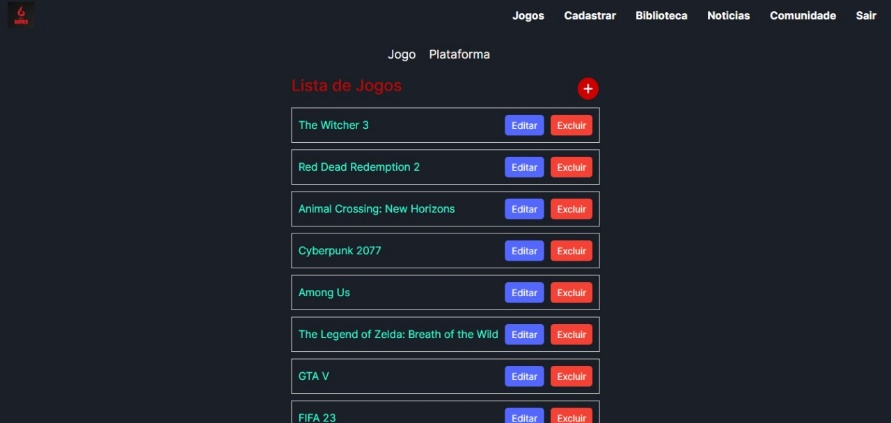 Jogos Cadastrar Biblioteca Noticias Comunidade Sair
Jogo Plataforma
Lista de Jogos +
The Witcher 3 Editar Excluir
Red Dead Redemption 2 Editar Excluir
Animal Crossing: New Horizons Editar Excluir
Cyberpunk 2077 Editar Excluir
Among Us Editar Excluir
The Legend of Zelda: Breath of the Wild Editar Excluir
GTA V Editar Excluir
FIFA 23 Editar Excluir